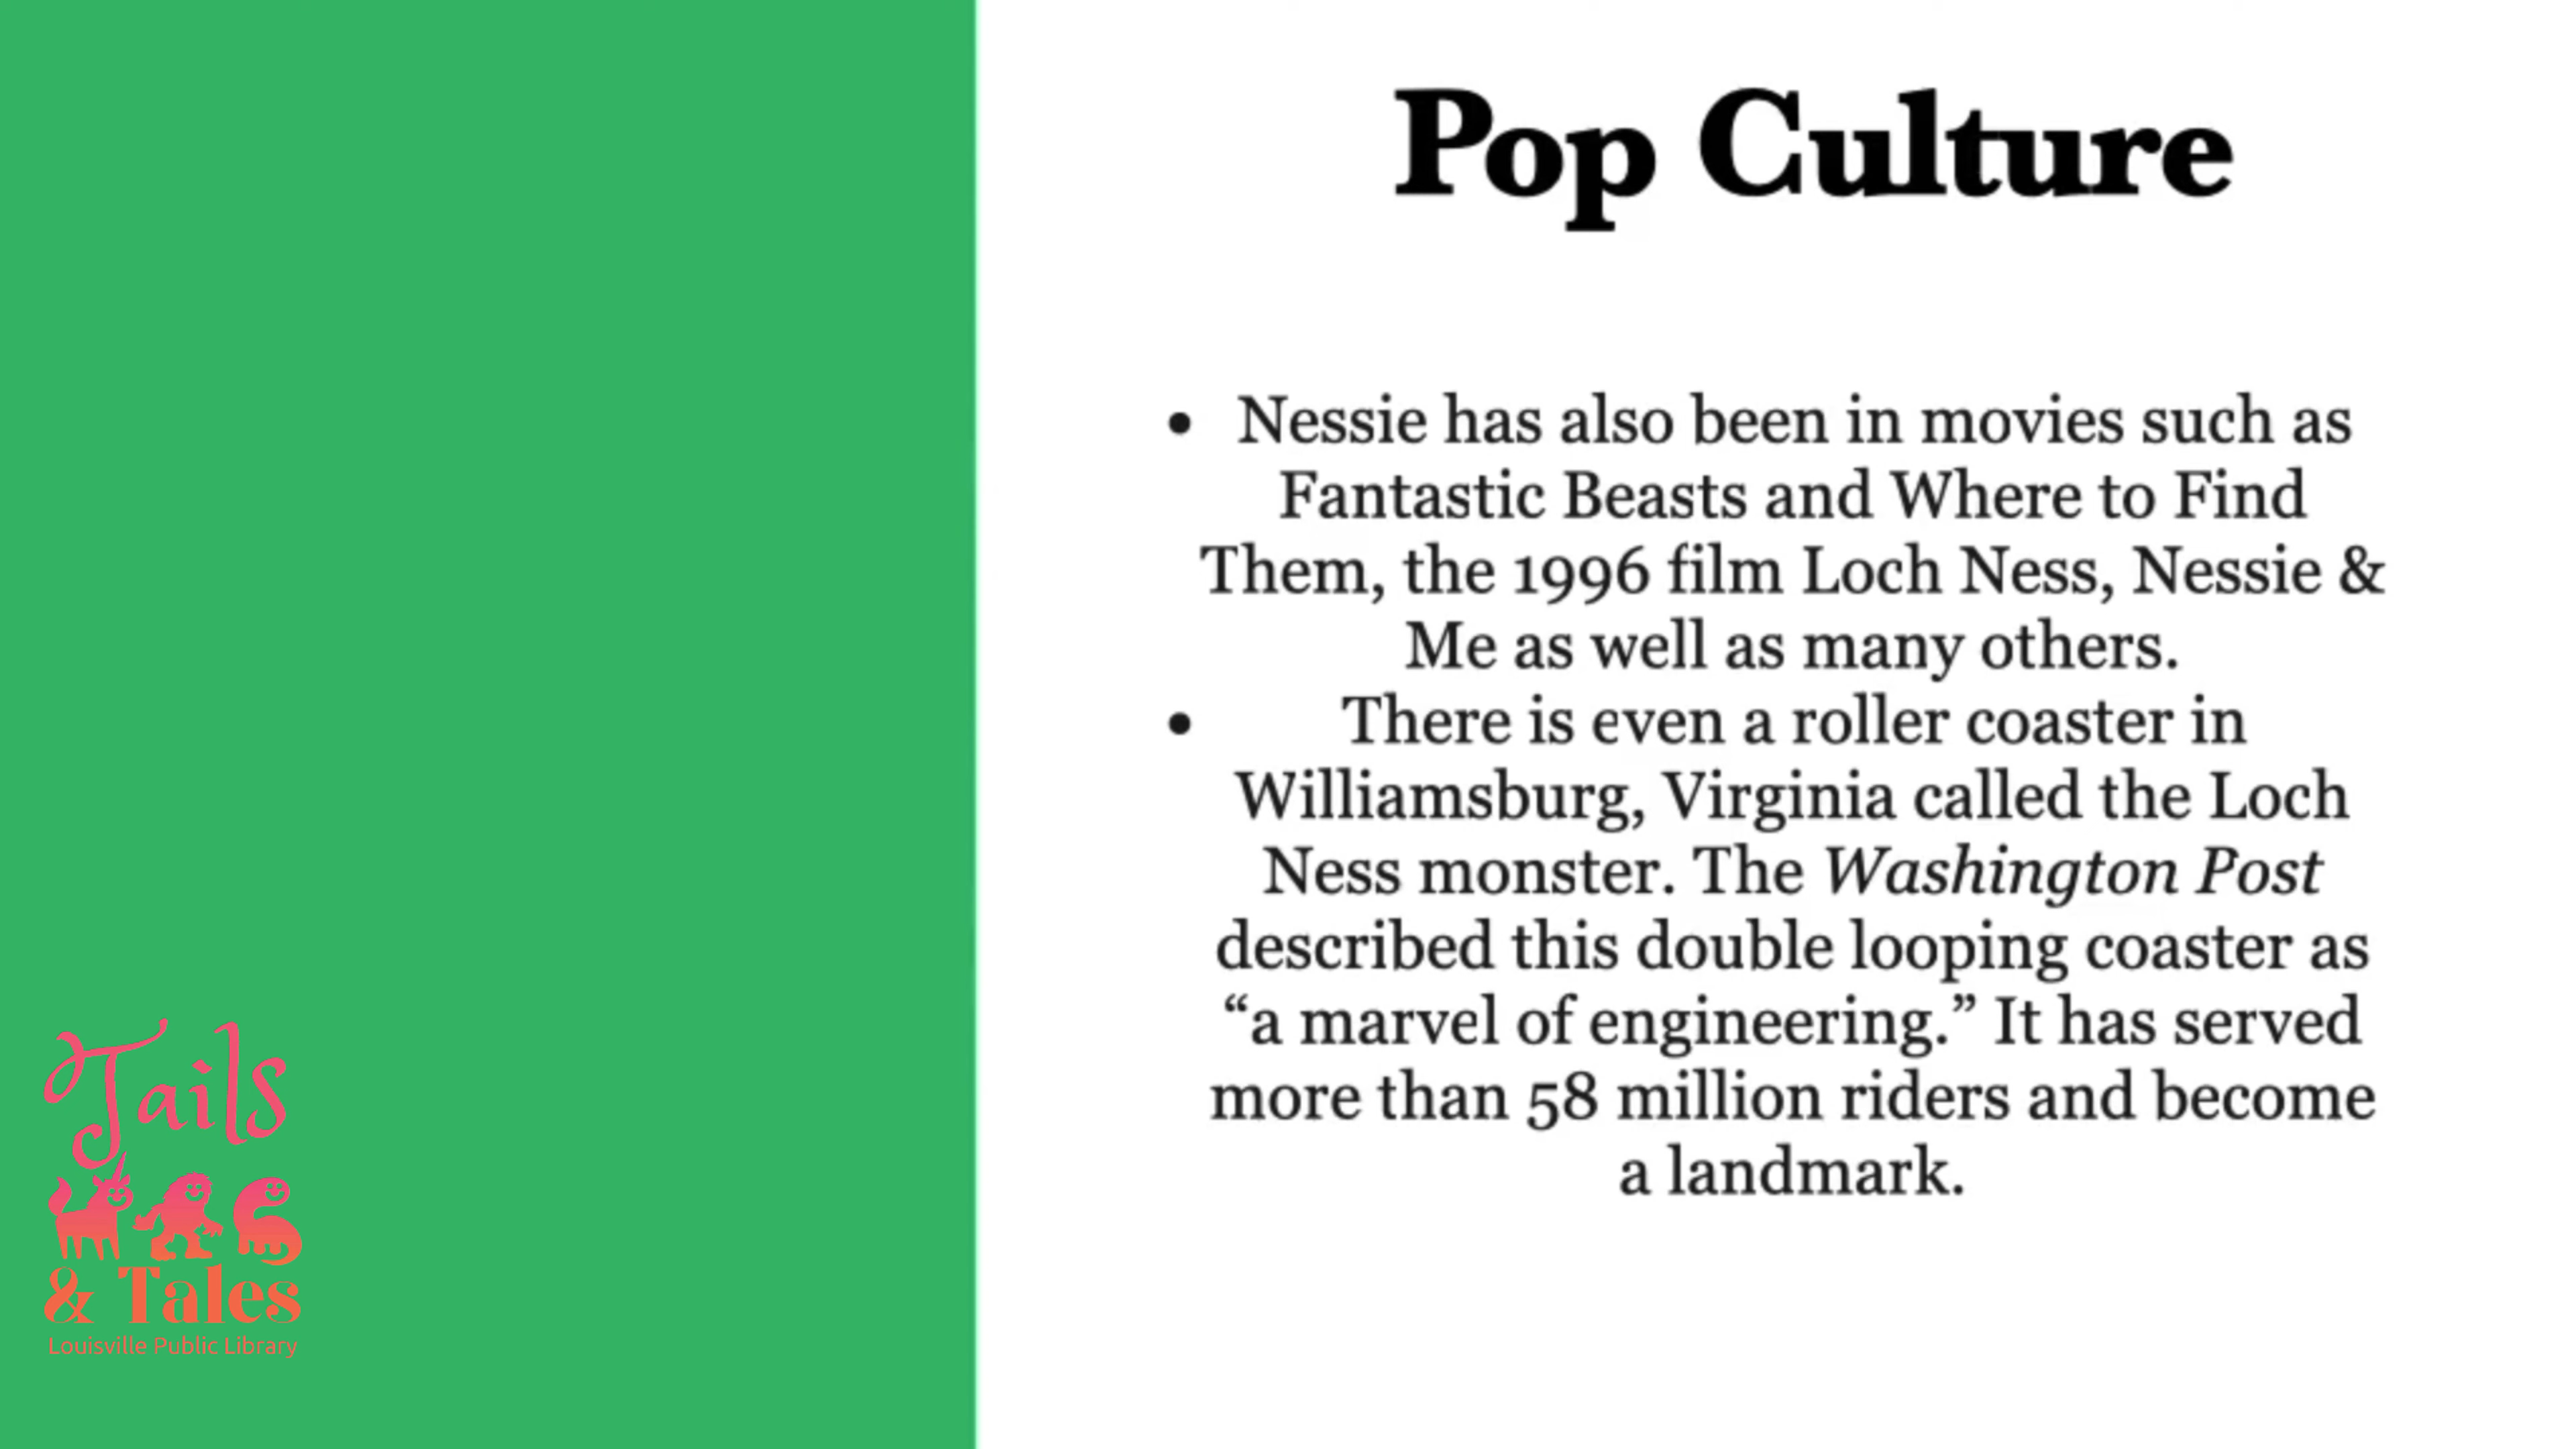 Pop Culture
• Nessie has also been in movies such as
Fantastic Beasts and Where to Find
Them, the 1996 film Loch Ness, Nessie &
Me as well as many others.
• There is even a roller coaster in
Williamsburg, Virginia called the Loch
Ness monster. The Washington Post
described this double looping coaster as
“a marvel of engineering.” It has served
more than 58 million riders and become
a landmark.
Tails
& Tales
Louisville Public Library